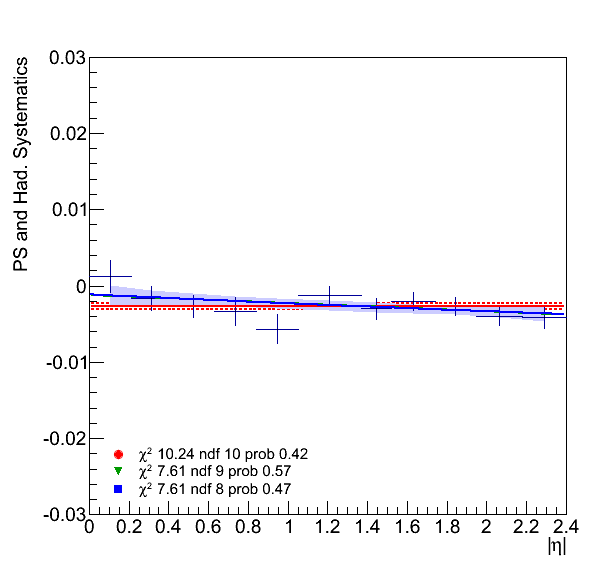 PS and Had. Systematics
0.03
0.02
0.01
0
-0.01
-0.02
-0.03
χ² 10.24 ndf 10 prob 0.42
χ² 7.61 ndf 9 prob 0.57
χ² 7.61 ndf 8 prob 0.47
0 0.2 0.4 0.6 0.8 1 1.2 1.4 1.6 1.8 2 2.2 2.4
|η|